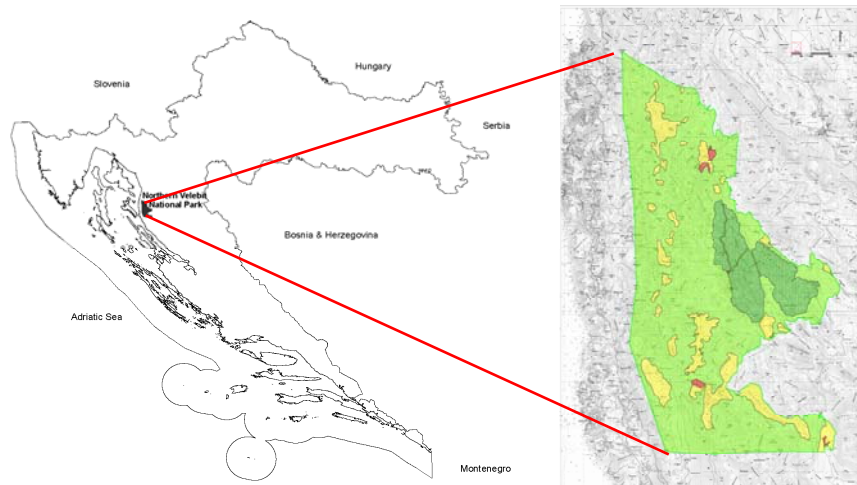 Hungary
Slovenia
Serbia
Northern Velebit
National Park
Bosnia & Herzegovina
Adriatic Sea
Montenegro